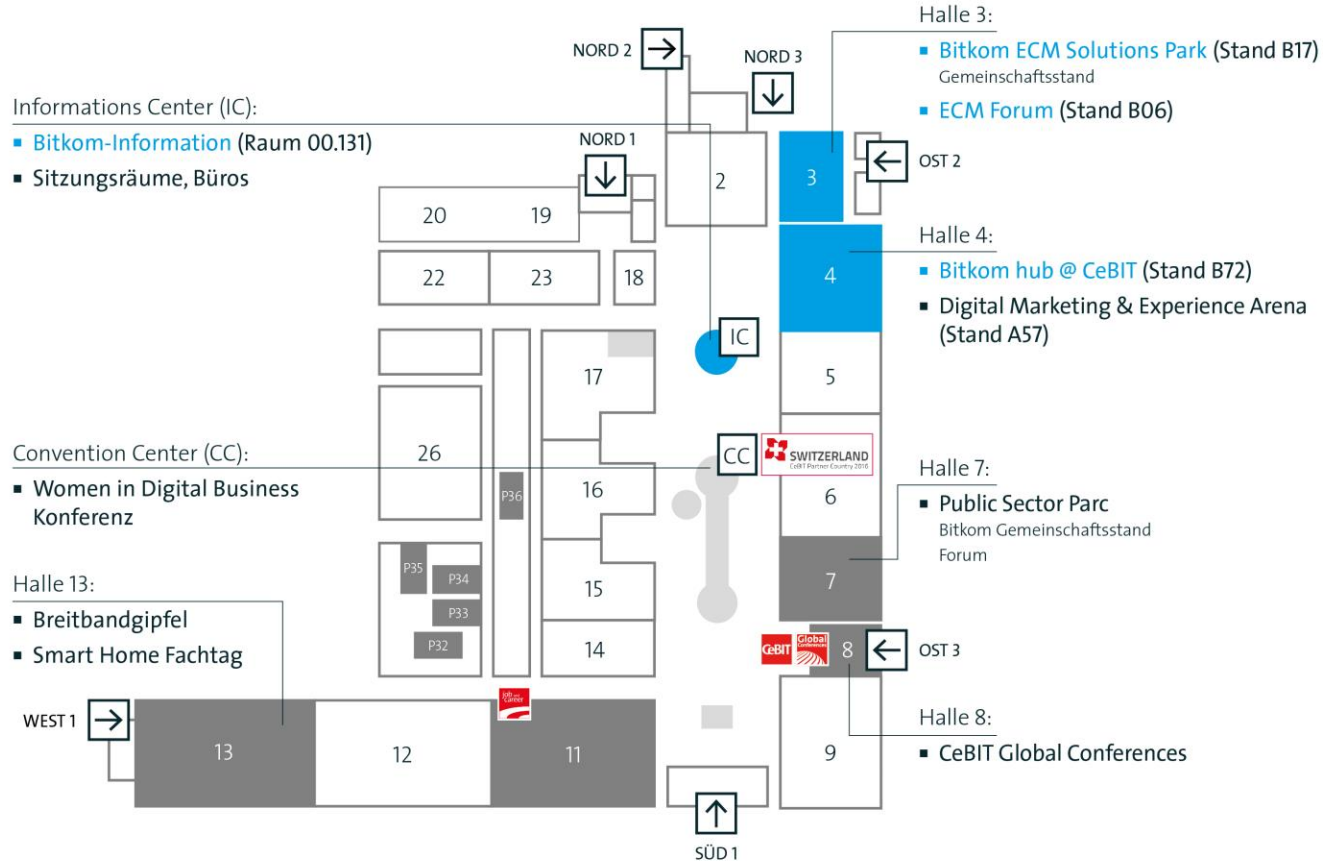 Informations Center (IC):
▪ Bitkom-Information (Raum 00.131)
▪ Sitzungsräume, Büros
Convention Center (CC):
▪ Women in Digital Business
Konferenz
Halle 13:
▪ Breitbandgipfel
▪ Smart Home Fachtag
NORD 2
NORD 3
NORD 1
2
3
OST 2
20
19
22
23
18
4
IC
17
5
CC
SWITZERLAND
CeBIT Partner Country 2016
26
P36
16
6
P35
P34
P33
P32
15
7
14
CeBIT
Global
Conferences
8
OST 3
Job and
Career
WEST 1
13
12
11
9
SÜD 1
Halle 3:
▪ Bitkom ECM Solutions Park (Stand B17)
Gemeinschaftsstand
▪ ECM Forum (Stand B06)
Halle 4:
▪ Bitkom hub @ CeBIT (Stand B72)
▪ Digital Marketing & Experience Arena
(Stand A57)
Halle 7:
▪ Public Sector Parc
Bitkom Gemeinschaftsstand
Forum
Halle 8:
▪ CeBIT Global Conferences